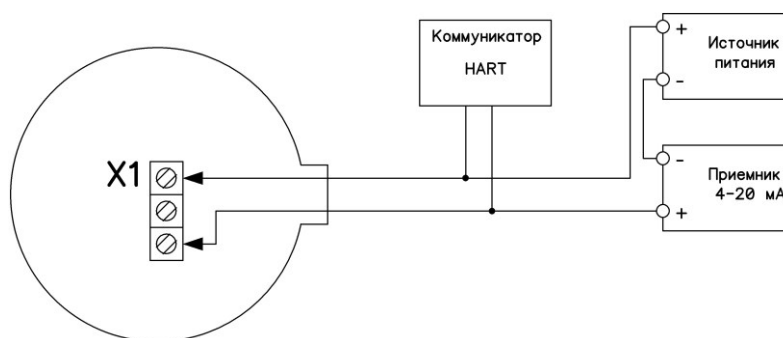 Коммуникатор
HART
X1
+
Источник
питания
-
-
Приемник
4-20 мА
+